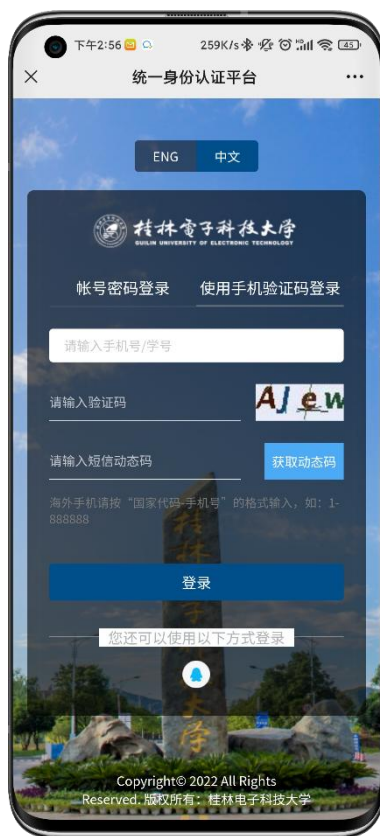 下午2:56
259K/s
45
统一身份认证平台
ENG 中文
桂林电子科技大学
GUILIN UNIVERSITY OF ELECTRONIC TECHNOLOGY
帐号密码登录 使用手机验证码登录
请输入手机号/学号
请输入验证码
AJew
请输入短信动态码 获取动态码
海外手机请按“国家代码-手机号”的格式输入，如：1-
888888
登录
您还可以使用以下方式登录
Copyright© 2022 All Rights
Reserved. 版权所有：桂林电子科技大学